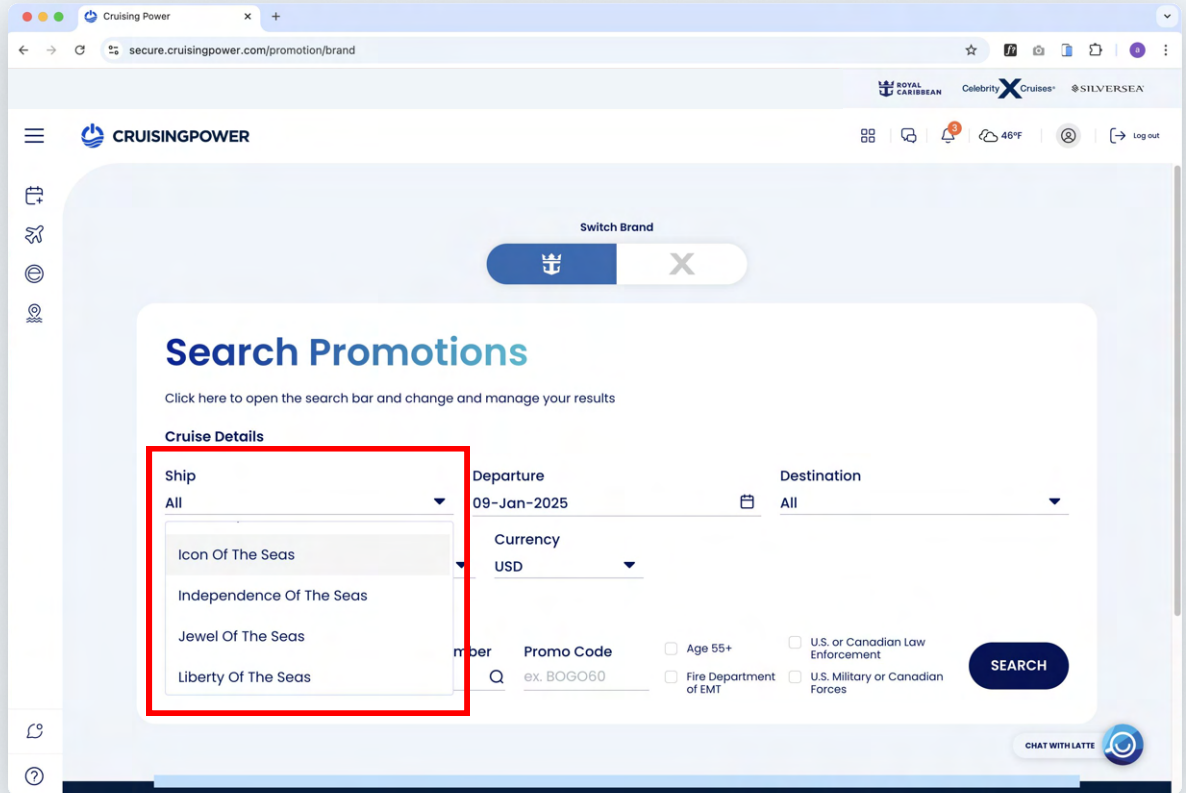 Cruising Power
secure.cruisingpower.com/promotion/brand
a
ROYAL
CARIBBEAN
Celebrity X Cruises®
SILVERSEA
CRUISINGPOWER
3
46°F
Log out
Switch Brand
X
Search Promotions
Click here to open the search bar and change and manage your results
Cruise Details
Ship
Departure
Destination
All
09-Jan-2025
All
Currency
Icon Of The Seas
USD
Independence Of The Seas
Jewel Of The Seas
Liberty Of The Seas
mber
Promo Code
ex. BOGO60
Age 55+
U.S. or Canadian Law
Enforcement
Fire Department
of EMT
U.S. Military or Canadian
Forces
SEARCH
CHAT WITH LATTE